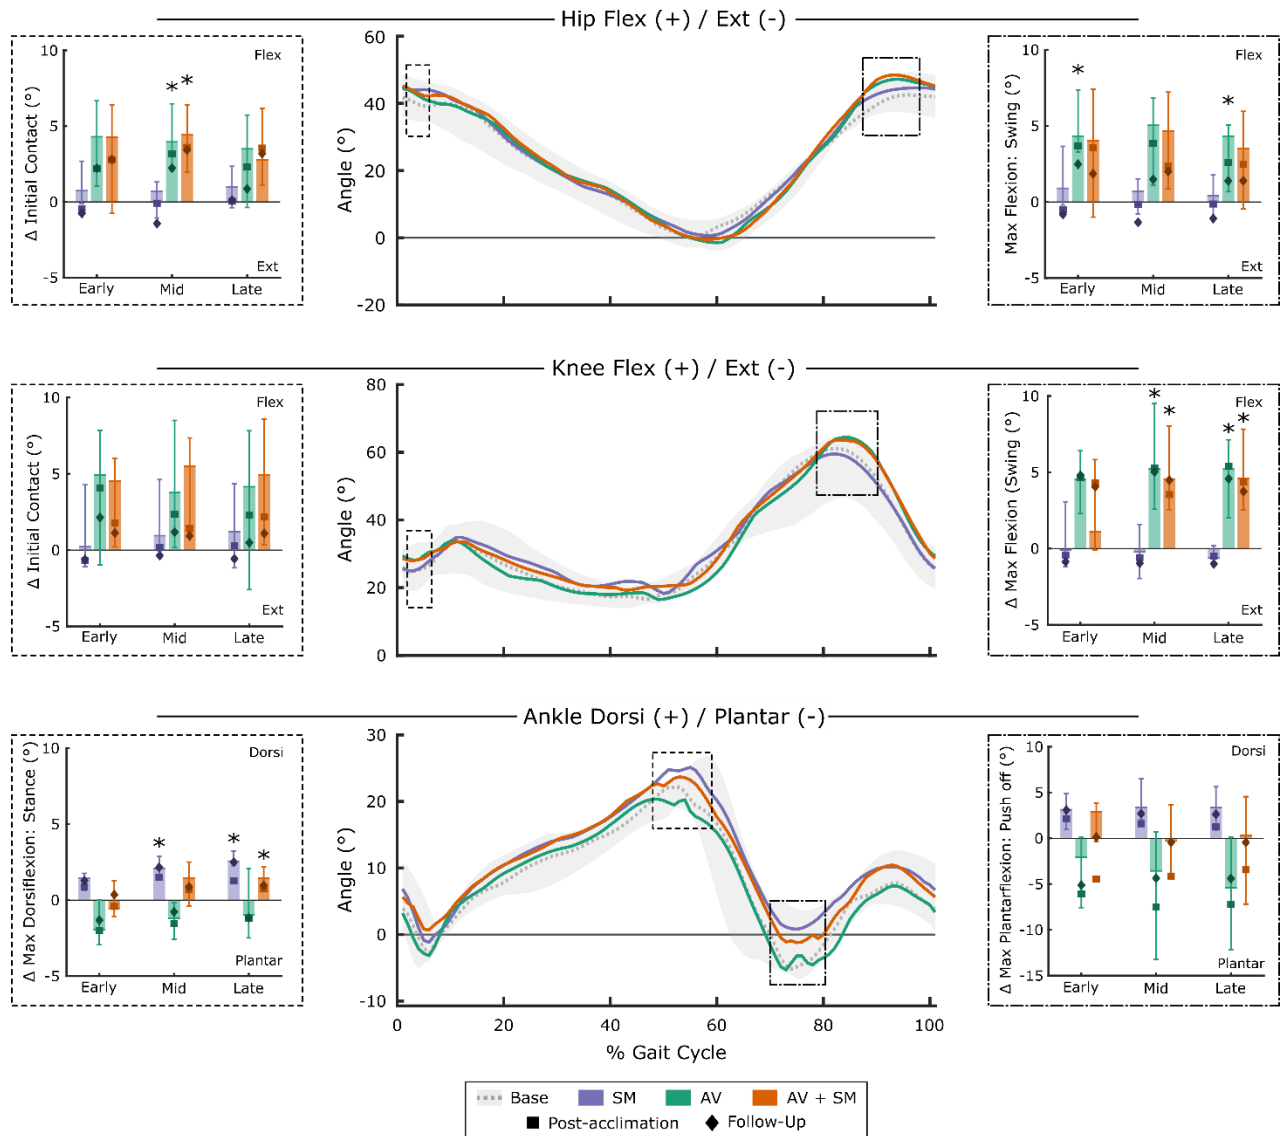 Hip Flex (+) / Ext (-)
Δ Initial Contact (°)
10
5
0
-5
Flex
* *
Ext
Early Mid Late
Angle (°)
60
40
20
0
-20
Max Flexion: Swing (°)
10
5
0
-5
Flex
* *
Ext
Early Mid Late
Knee Flex (+) / Ext (-)
Δ Initial Contact (°)
10
5
0
-5
Flex
Ext
Early Mid Late
Angle (°)
80
60
40
20
0
Δ Max Flexion (Swing (°)
10
5
0
-5
Flex
* * * *
Ext
Early Mid Late
Ankle Dorsi (+) / Plantar (-)
Δ Max Dorsiflexion: Stance (°)
10
5
0
-5
Dorsi
* * *
Plantar
Early Mid Late
Angle (°)
30
20
10
0
-10
0 20 40 60 80 100
% Gait Cycle
Δ Max Plantarflexion: Push off (°)
10
5
0
-5
-10
-15
Dorsi
Plantar
Early Mid Late
Base SM AV AV + SM
Post-acclimation Follow-Up